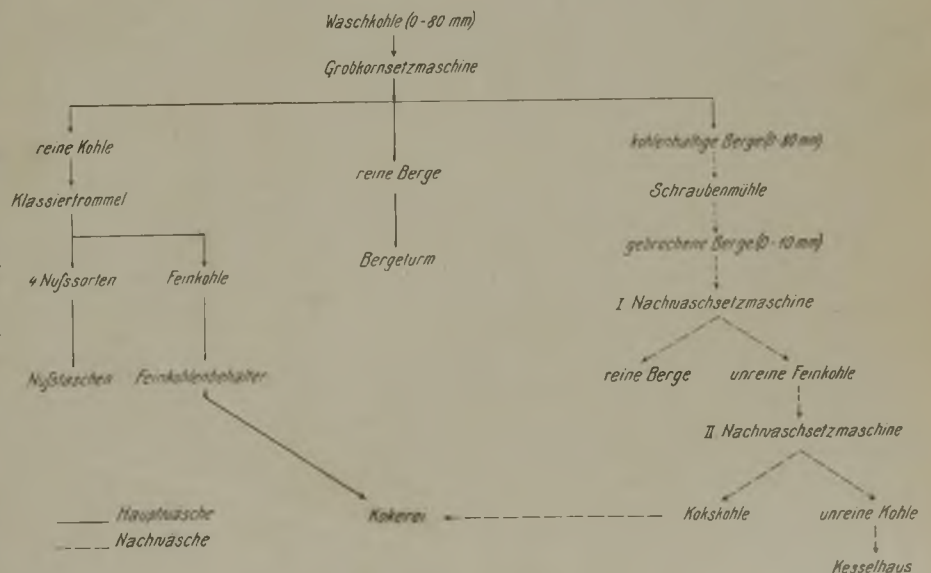 Waschkohle (0-80 mm)
Grobkornsetzmaschine
reine Kohle
Klassiertrommel
4 Nußsorten
Feinkohle
Nußtaschen
Feinkohlenbehälter
reine Berge
Bergeturm
kohlenhaltige Berge (0-80 mm)
Schraubenmühle
gebrochene Berge (0-10 mm)
I Nachwaschsetzmaschine
reine Berge
unreine Feinkohle
II Nachwaschsetzmaschine
Kokerei
Kokskohle
unreine Kohle
Kesselhaus
Hauptwäsche
Nachwäsche